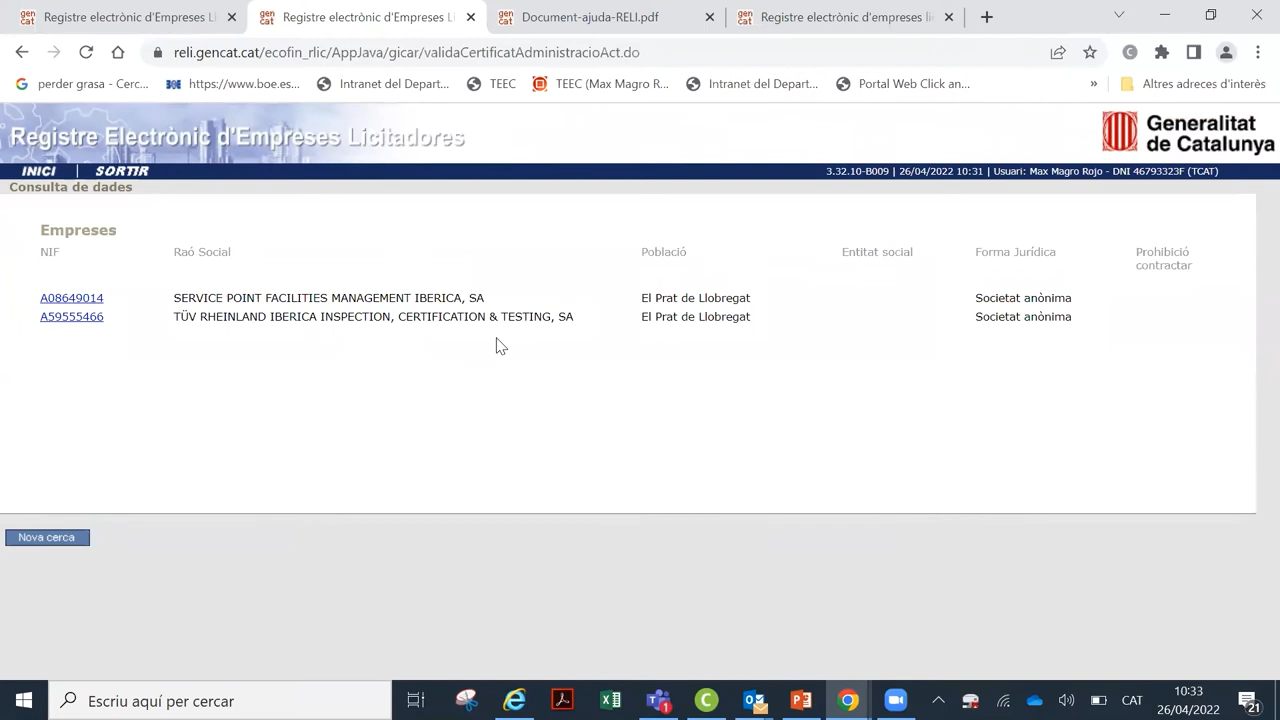 Registre electrònic d'Empreses L
Registre electrònic d'Empreses L
Document-ajuda-RELI.pdf
Registre electrònic d'empreses li
reli.gencat.cat/ecofin_rlic/AppJava/gicar/validaCertificatAdministracioAct.do
perder grasa - Cerc...
https://www.boe.es...
Intranet del Depart...
TEEC
TEEC (Max Magro R...
Intranet del Depart...
Portal Web Click an...
»
Altres adreces d'interès
Registre Electrònic d'Empreses Licitadores
Generalitat
de Catalunya
INICI | SORTIR
3.32.10-B009 | 26/04/2022 10:31 | Usuari: Max Magro Rojo - DNI 46793323F (TCAT)
Consulta de dades
Empreses
NIF Raó Social Població Entitat social Forma Jurídica Prohibició
contractar
A08649014 SERVICE POINT FACILITIES MANAGEMENT IBERICA, SA El Prat de Llobregat Societat anònima
A59555466 TÜV RHEINLAND IBERICA INSPECTION, CERTIFICATION & TESTING, SA El Prat de Llobregat Societat anònima
Nova cerca
Escriu aquí per cercar
CAT
10:33
26/04/2022
21